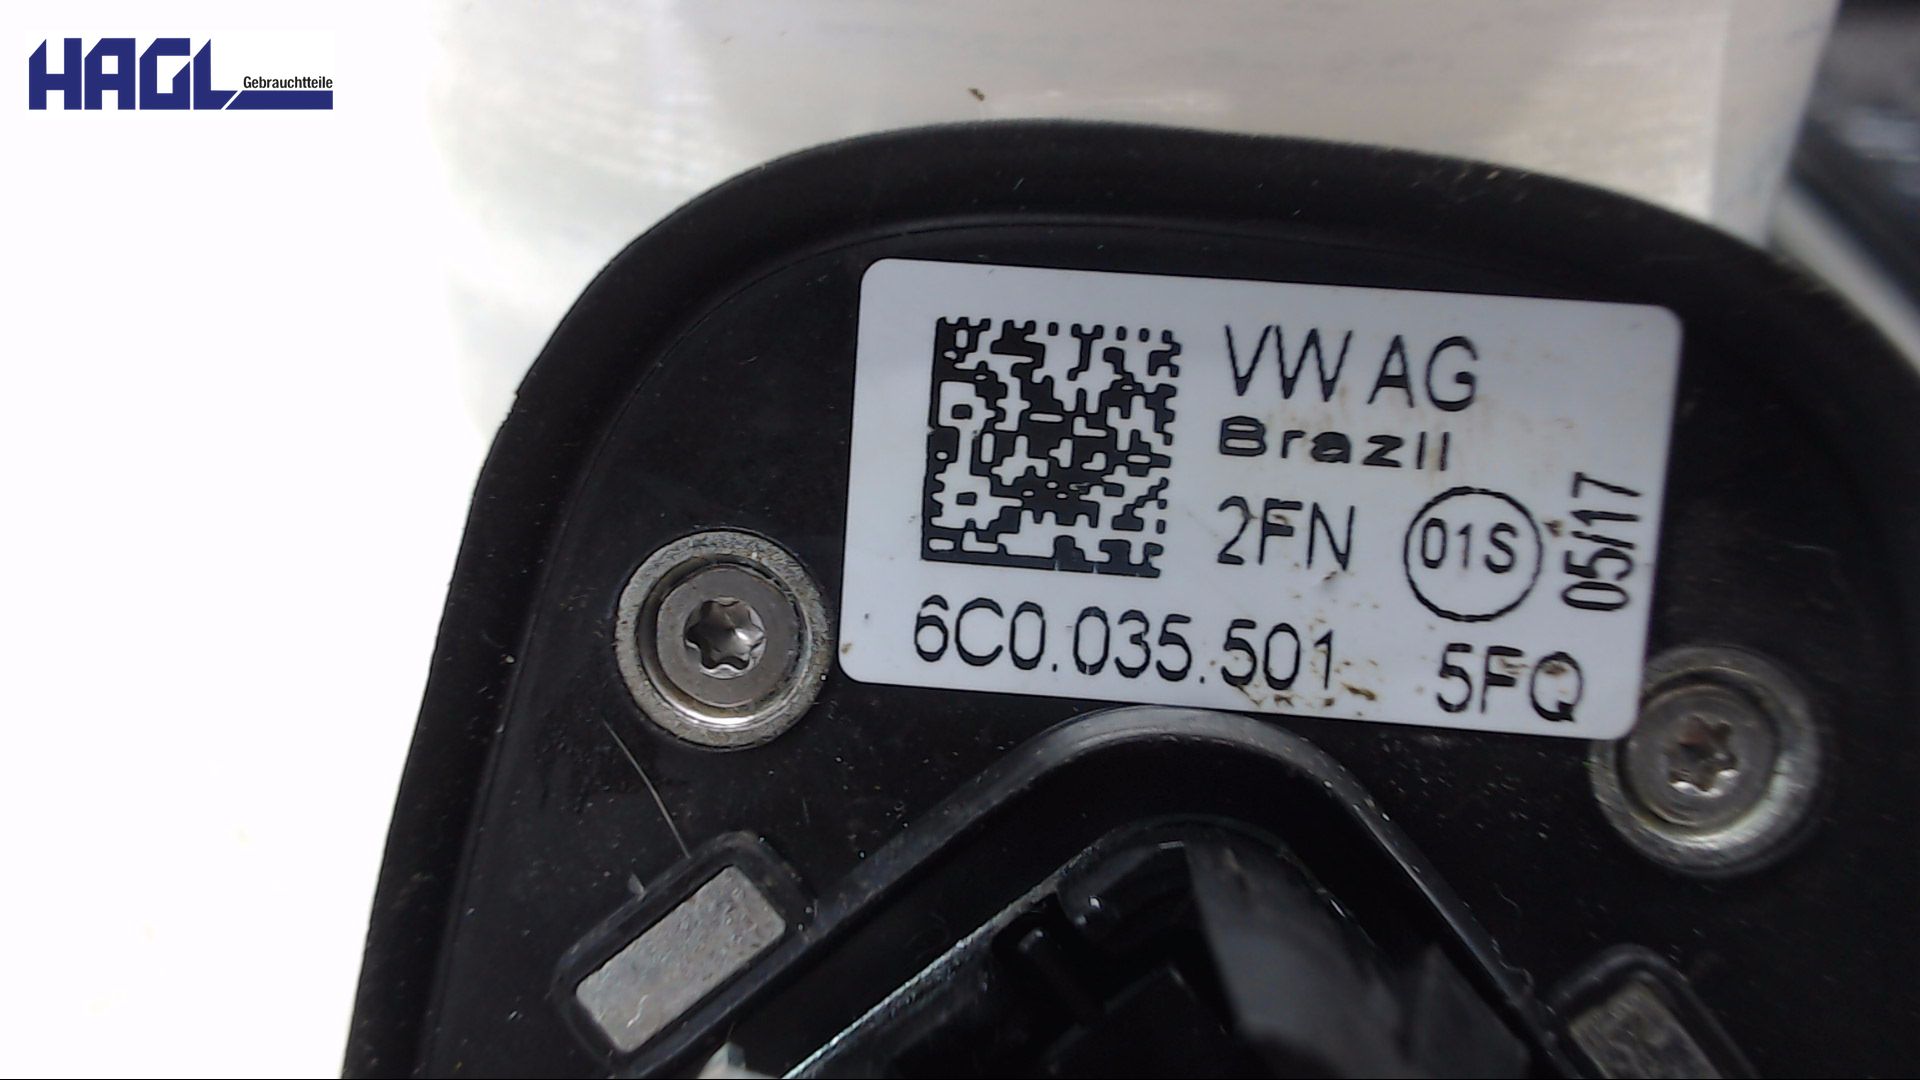 HAGL
Gebrauchtteile
VW AG
Brazil
2FN 01S
05/17
6C0.035.501 5FQ